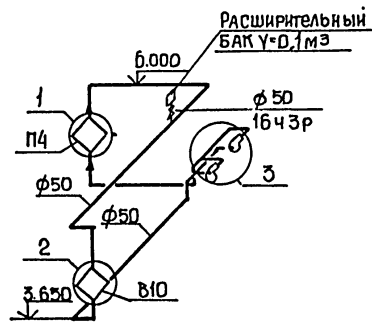 РАСШИРИТЕЛЬНЫЙ
БАК V=0,1м3
6.000
1
ф50
16ч3р
П4
3
ф50
ф50
2
3.650
В10